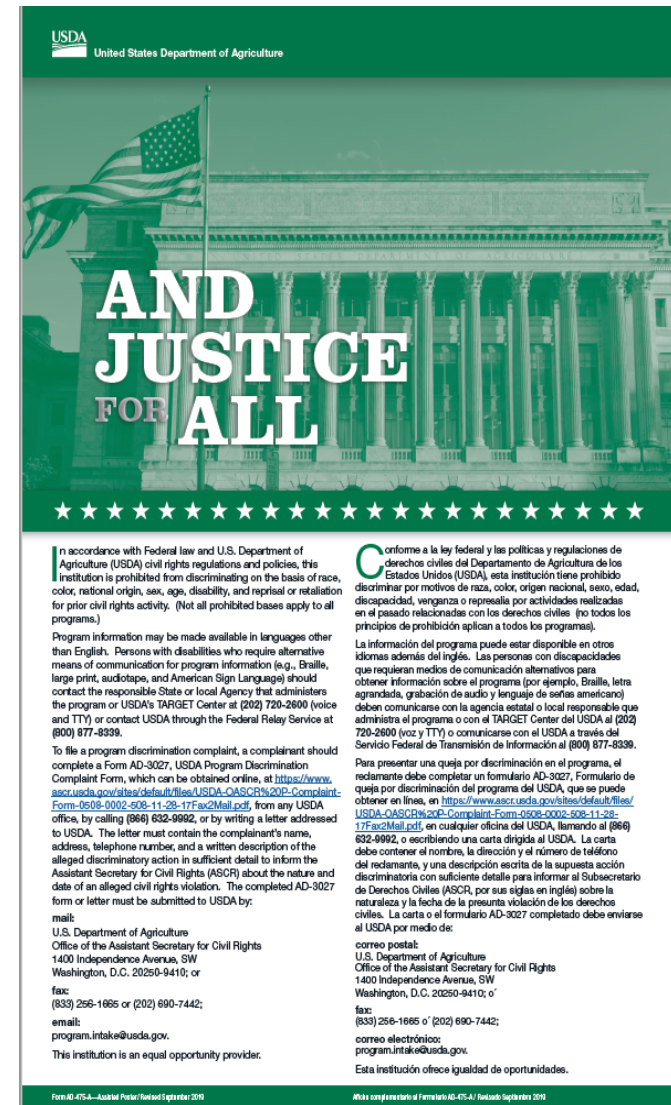 USDA
United States Department of Agriculture
AND
JUSTICE
FOR ALL
In accordance with Federal law and U.S. Department of
Agriculture (USDA) civil rights regulations and policies, this
institution is prohibited from discriminating on the basis of race,
color, national origin, sex, age, disability, and reprisal or retaliation
for prior civil rights activity. (Not all prohibited bases apply to all
programs.)
Program information may be made available in languages other
than English. Persons with disabilities who require alternative
means of communication for program information (e.g., Braille,
large print, audiotape, and American Sign Language) should
contact the responsible State or local Agency that administers
the program or USDA's TARGET Center at (202) 720-2600 (voice
and TTY) or contact USDA through the Federal Relay Service at
(800) 877-8339.
To file a program discrimination complaint, a complainant should
complete a Form AD-3027, USDA Program Discrimination
Complaint Form, which can be obtained online, at https://www.
ascr.usda.gov/sites/default/files/USDA-OASCR%20P-Complaint-
Form-0508-0002-508-11-28-17Fax2Mail.pdf, from any USDA
office, by calling (866) 632-9992, or by writing a letter addressed
to USDA. The letter must contain the complainant's name,
address, telephone number, and a written description of the
alleged discriminatory action in sufficient detail to inform the
Assistant Secretary for Civil Rights (ASCR) about the nature and
date of an alleged civil rights violation. The completed AD-3027
form or letter must be submitted to USDA by:
mail:
U.S. Department of Agriculture
Office of the Assistant Secretary for Civil Rights
1400 Independence Avenue, SW
Washington, D.C. 20250-9410; or
fax:
(833) 256-1665 or (202) 690-7442;
email:
program.intake@usda.gov.
This institution is an equal opportunity provider.
Conforme a la ley federal y las políticas y regulaciones de
derechos civiles del Departamento de Agricultura de los
Estados Unidos (USDA), esta institución tiene prohibido
discriminar por motivos de raza, color, origen nacional, sexo, edad,
discapacidad, venganza o represalia por actividades realizadas
en el pasado relacionadas con los derechos civiles (no todos los
principios de prohibición aplican a todos los programas).
La información del programa puede estar disponible en otros
idiomas además del inglés. Las personas con discapacidades
que requieran medios de comunicación alternativos para
obtener información sobre el programa (por ejemplo, Braille, letra
agrandada, grabación de audio y lenguaje de señas americano)
deben comunicarse con la agencia estatal o local responsable que
administra el programa o con el TARGET Center del USDA al (202)
720-2600 (voz y TTY) o comunicarse con el USDA a través del
Servicio Federal de Transmisión de Información al (800) 877-8339.
Para presentar una queja por discriminación en el programa, el
reclamante debe completar un formulario AD-3027, Formulario de
queja por discriminación del programa del USDA, que se puede
obtener en línea, en https://www.ascr.usda.gov/sites/default/files/
USDA-OASCR%20P-Complaint-Form-0508-0002-508-11-28-
17Fax2Mail.pdf, en cualquier oficina del USDA, llamando al (866)
632-9992, o escribiendo una carta dirigida al USDA. La carta
debe contener el nombre, la dirección y el número de teléfono
del reclamante, y una descripción escrita de la supuesta acción
discriminatoria con suficiente detalle para informar al Subsecretario
de Derechos Civiles (ASCR, por sus siglas en inglés) sobre la
naturaleza y la fecha de la presunta violación de los derechos
civiles. La carta o el formulario AD-3027 completado debe enviarse
al USDA por medio de:
correo postal:
U.S. Department of Agriculture
Office of the Assistant Secretary for Civil Rights
1400 Independence Avenue, SW
Washington, D.C. 20250-9410; o´
fax:
(833) 256-1665 o´ (202) 690-7442;
correo electrónico:
program.intake@usda.gov.
Esta institución ofrece igualdad de oportunidades.
Form AD-475-A—Assisted Poster/ Revised September 2019
Afiche complementario al Formulario AD-475-A / Revisado Septiembre 2019